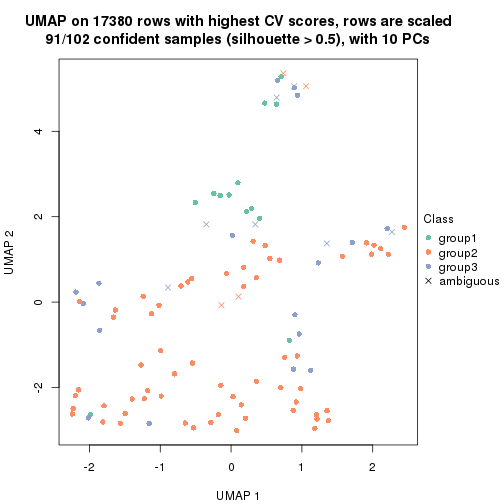 UMAP on 17380 rows with highest CV scores, rows are scaled
91/102 confident samples (silhouette > 0.5), with 10 PCs
4
2
0
-2
UMAP 2
-2
-1
0
1
2
UMAP 1
Class
group1
group2
group3
ambiguous